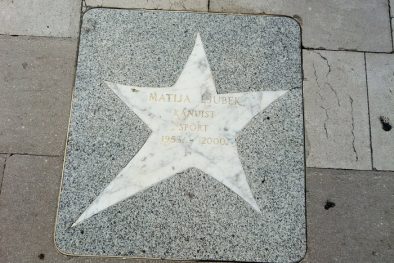 MATIJA LJUBEK
KANUIST
SPORT
1953 - 2000